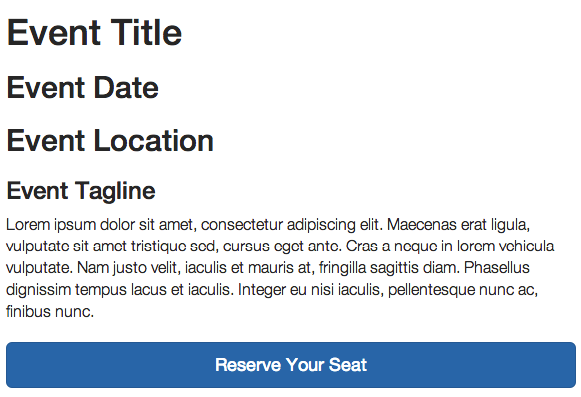 Event Title
Event Date
Event Location
Event Tagline
Lorem ipsum dolor sit amet, consectetur adipiscing elit. Maecenas erat ligula,
vulputate sit amet tristique sed, cursus eget ante. Cras a neque in lorem vehicula
vulputate. Nam justo velit, iaculis et mauris at, fringilla sagittis diam. Phasellus
dignissim tempus lacus et iaculis. Integer eu nisi iaculis, pellentesque nunc ac,
finibus nunc.
Reserve Your Seat